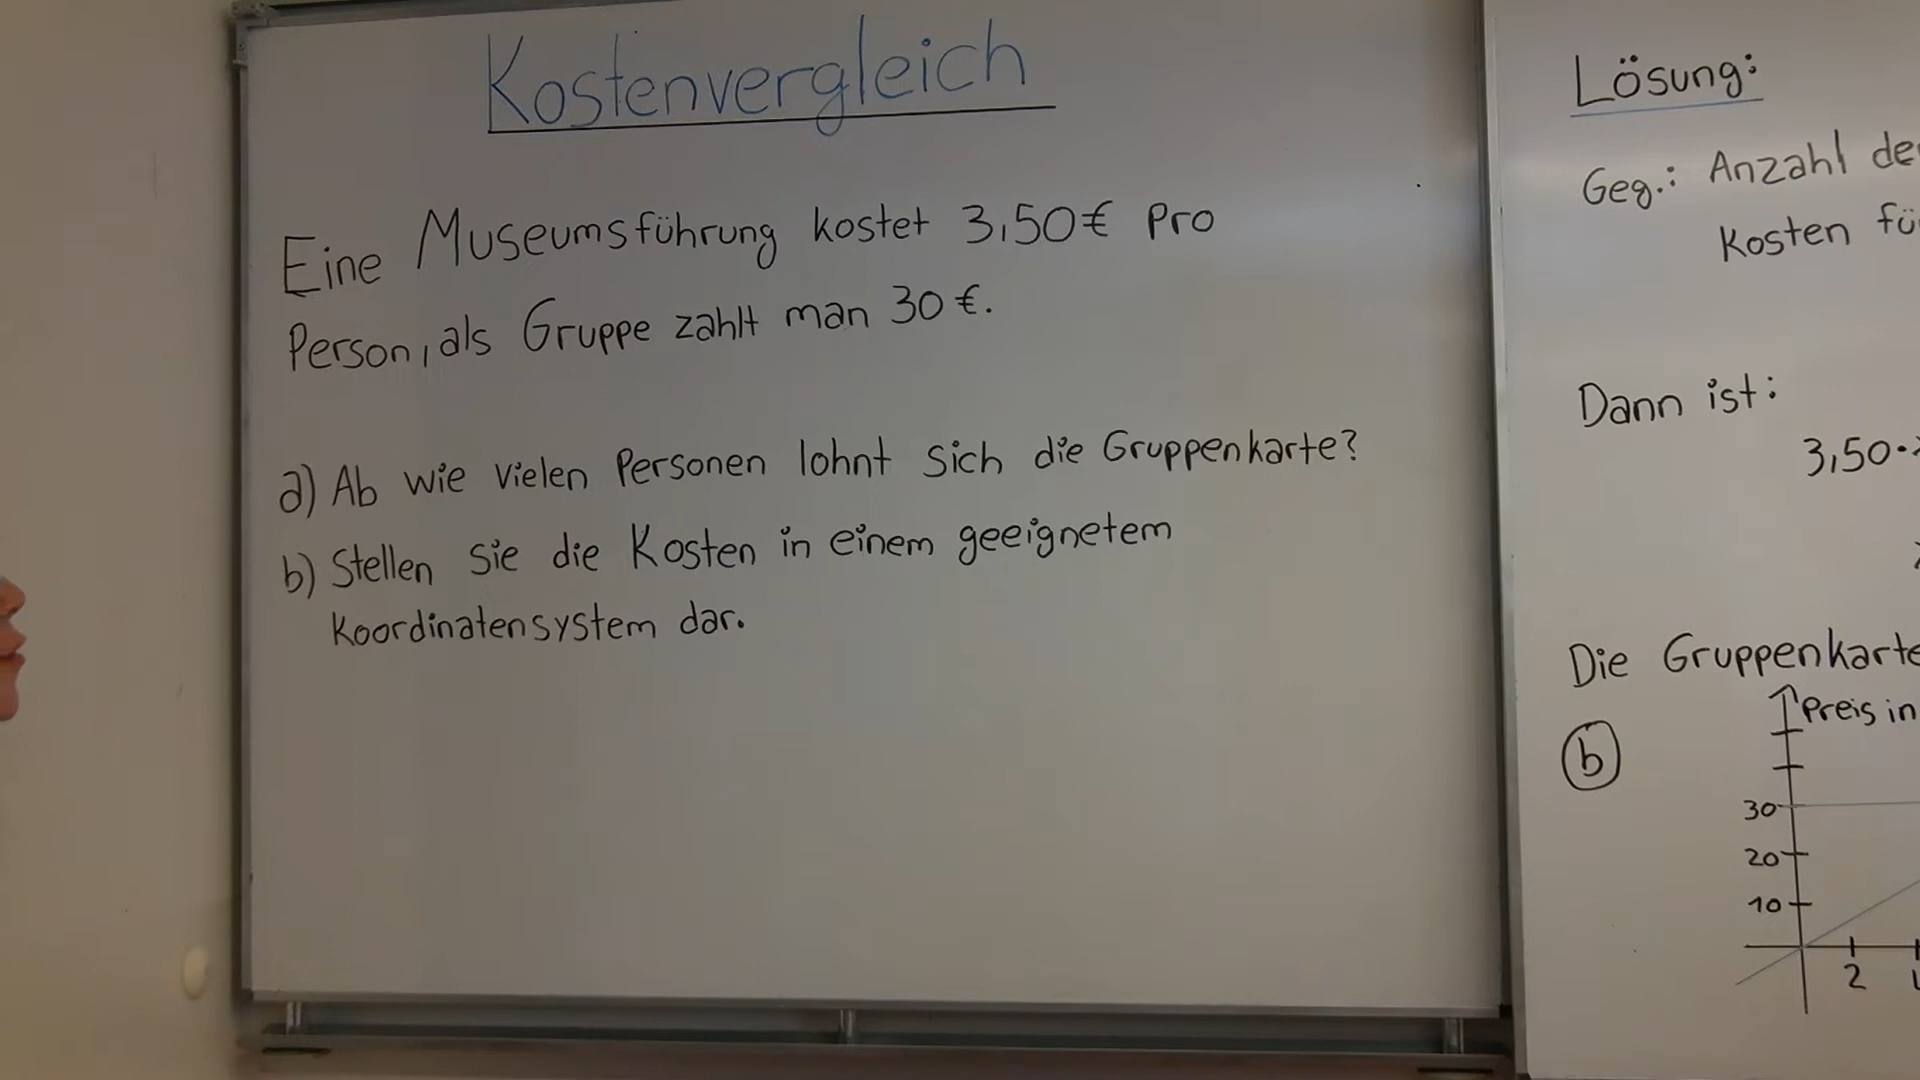 Kostenvergleich
Eine Museumsführung kostet 3,50€ pro
Person, als Gruppe zahlt man 30€.
a) Ab wie vielen Personen lohnt sich die Gruppenkarte?
b) Stellen Sie die Kosten in einem geeignetem
Koordinatensystem dar.
Lösung:
Geg.: Anzahl
Kosten
Dann ist:
3,50·
Die Gruppenkarte
b
Preis in
30
20
10
2